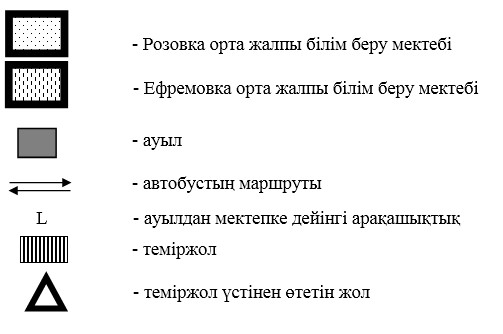 - Розовка орта жалпы білім беру мектебі
- Ефремовка орта жалпы білім беру мектебі
- ауыл
- автобустың маршруты
L - ауылдан мектепке дейінгі арақашықтық
- теміржол
- теміржол үстінен өтетін жол